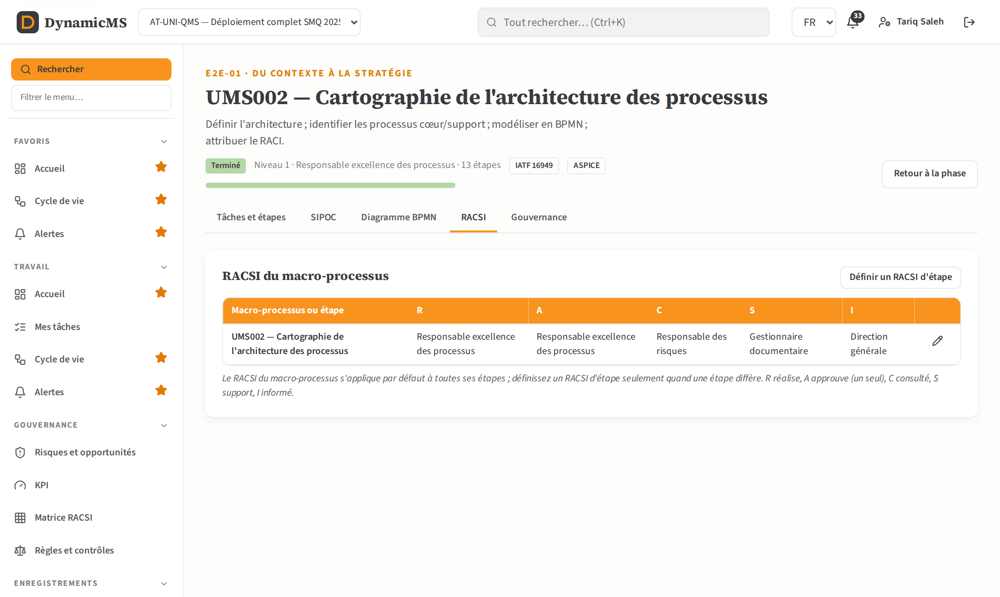 DynamicMS
AT-UNI-QMS — Déploiement complet SMQ 2025
Tout rechercher… (Ctrl+K)
FR
33
Tariq Saleh
Rechercher
Filtrer le menu…
FAVORIS
Accueil
Cycle de vie
Alertes
TRAVAIL
Accueil
Mes tâches
Cycle de vie
Alertes
GOUVERNANCE
Risques et opportunités
KPI
Matrice RACSI
Règles et contrôles
ENREGISTREMENTS
E2E-01 · DU CONTEXTE À LA STRATÉGIE
UMS002 — Cartographie de l'architecture des processus
Définir l'architecture ; identifier les processus cœur/support ; modéliser en BPMN ;
attribuer le RACI.
Terminé
Niveau 1 · Responsable excellence des processus · 13 étapes
IATF 16949
ASPICE
Retour à la phase
Tâches et étapes
SIPOC
Diagramme BPMN
RACSI
Gouvernance
RACSI du macro-processus
Définir un RACSI d'étape
Macro-processus ou étape
R
A
C
S
I
UMS002 — Cartographie de
l'architecture des processus
Responsable excellence
des processus
Responsable excellence
des processus
Responsable des
risques
Gestionnaire
documentaire
Direction
générale
Le RACSI du macro-processus s'applique par défaut à toutes ses étapes ; définissez un RACSI d'étape seulement quand une étape diffère. R réalise, A approuve (un seul), C consulté, S
support, I informé.